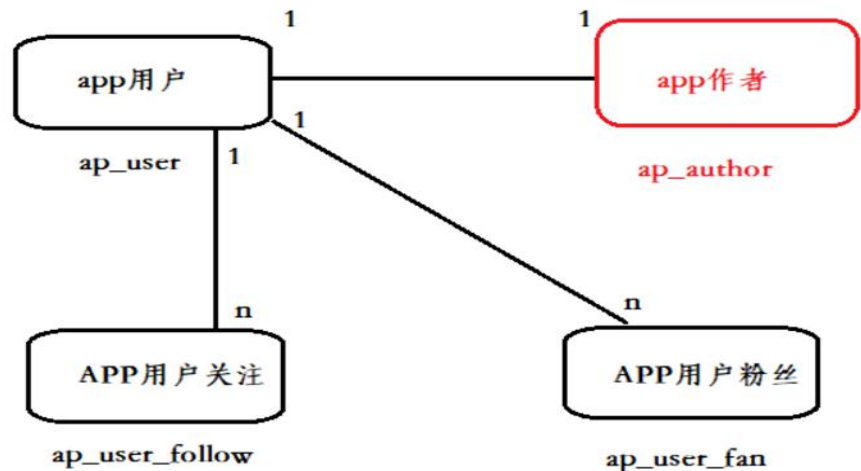 1
1
app用户
app作者
1
ap_user
1
ap_author
n
n
APP用户关注
APP用户粉丝
ap_user_follow
ap_user_fan